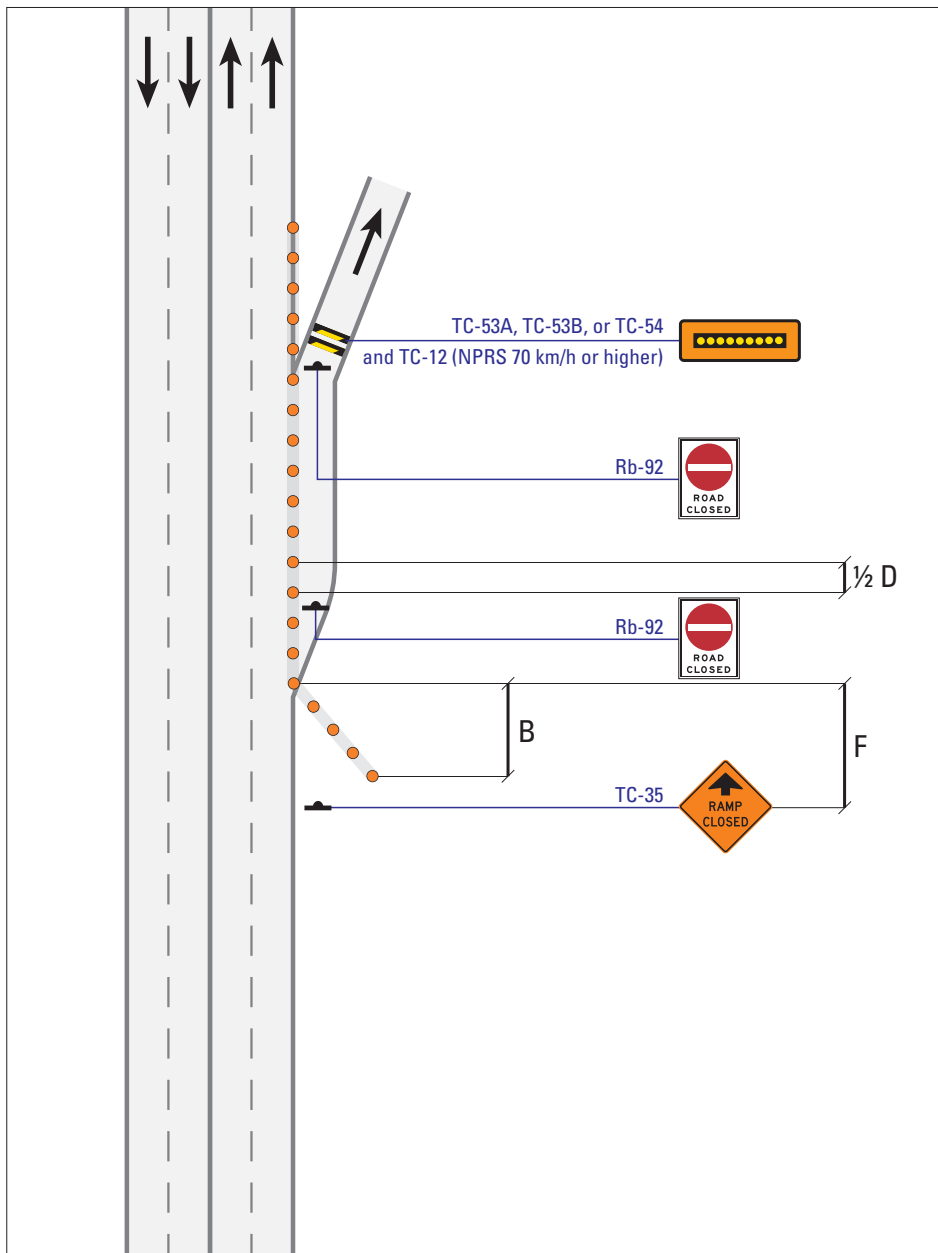 TC-53A, TC-53B, or TC-54
and TC-12 (NPRS 70 km/h or higher)
Rb-92
ROAD
CLOSED
½ D
Rb-92
ROAD
CLOSED
B
F
TC-35
RAMP
CLOSED